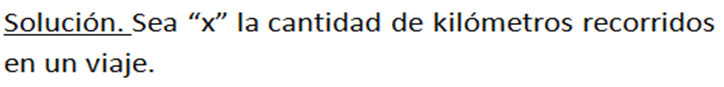 Solución. Sea “x” la cantidad de kilómetros recorridos
en un viaje.